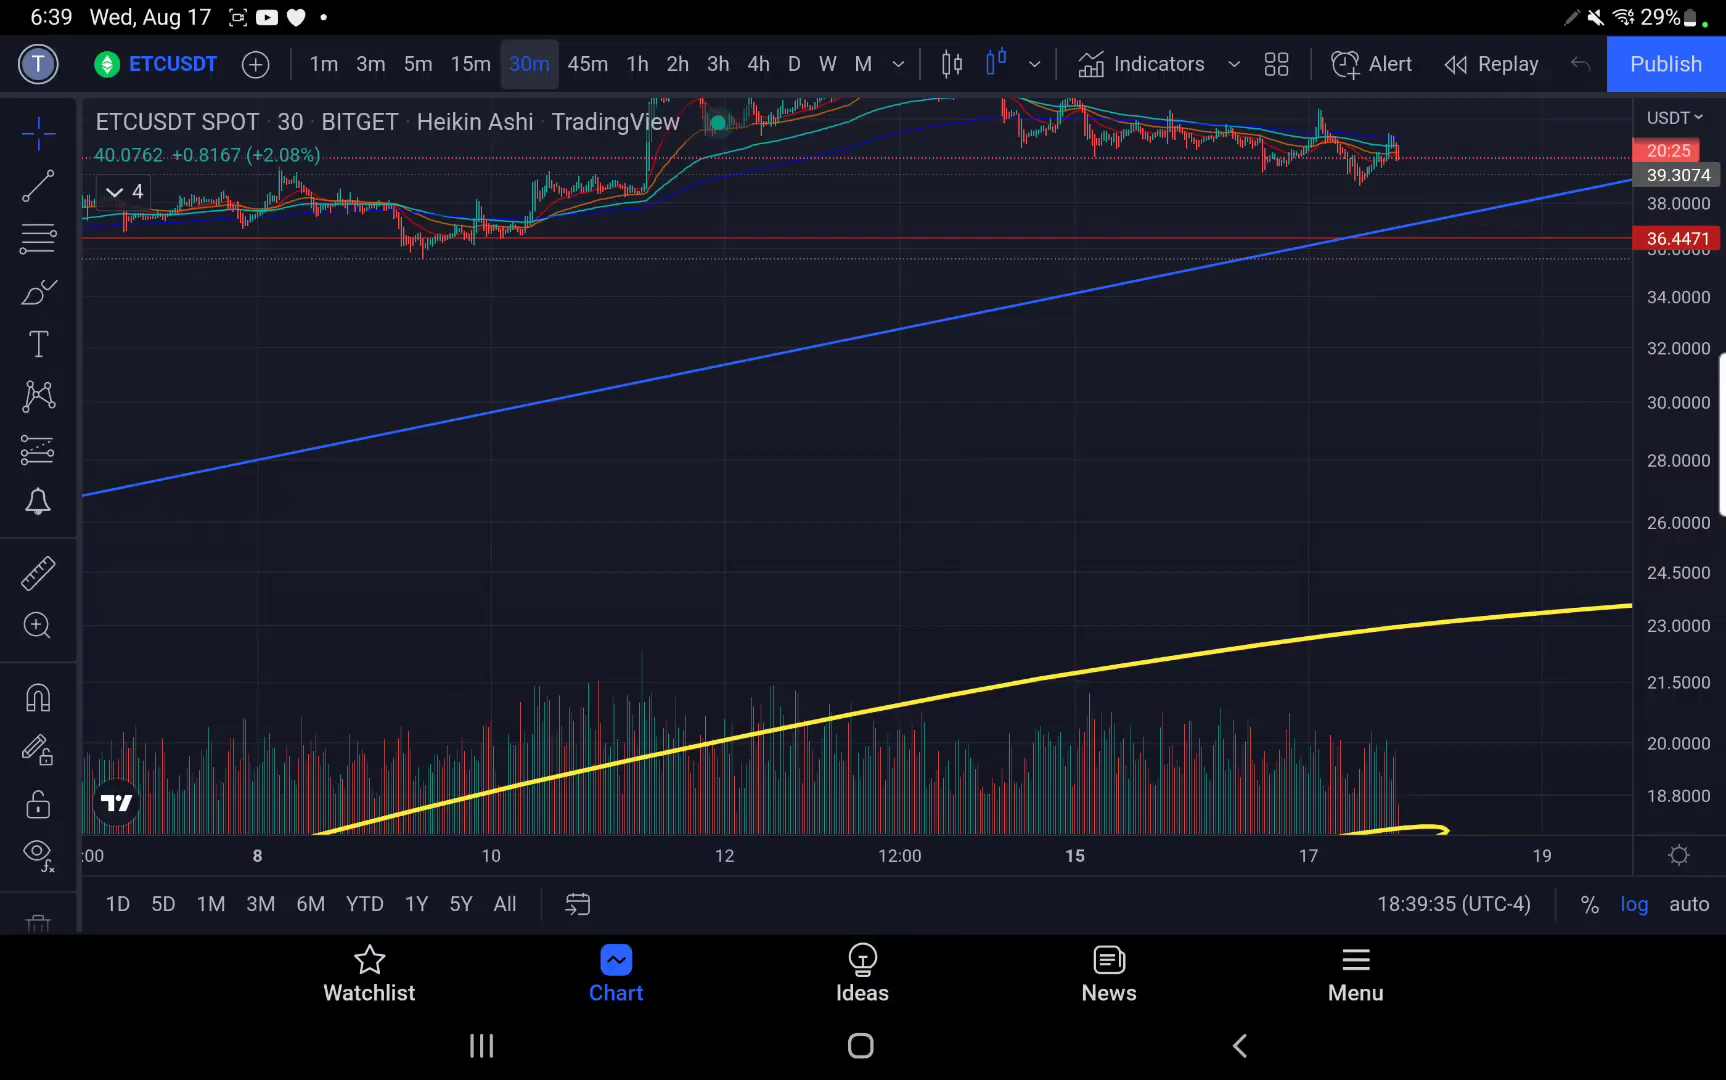 6:39 Wed, Aug 17 29%
T ETCUSDT 1m 3m 5m 15m 30m 45m 1h 2h 3h 4h D W M Indicators Alert Replay Publish
ETCUSDT SPOT · 30 · BITGET · Heikin Ashi · TradingView
40.0762 +0.8167 (+2.08%)
4
USDT
20:25
39.3074
38.0000
36.4471
34.0000
32.0000
30.0000
28.0000
26.0000
24.5000
23.0000
21.5000
20.0000
18.8000
:00 8 10 12 12:00 15 17 19
1D 5D 1M 3M 6M YTD 1Y 5Y All 18:39:35 (UTC-4) % log auto
Watchlist Chart Ideas News Menu